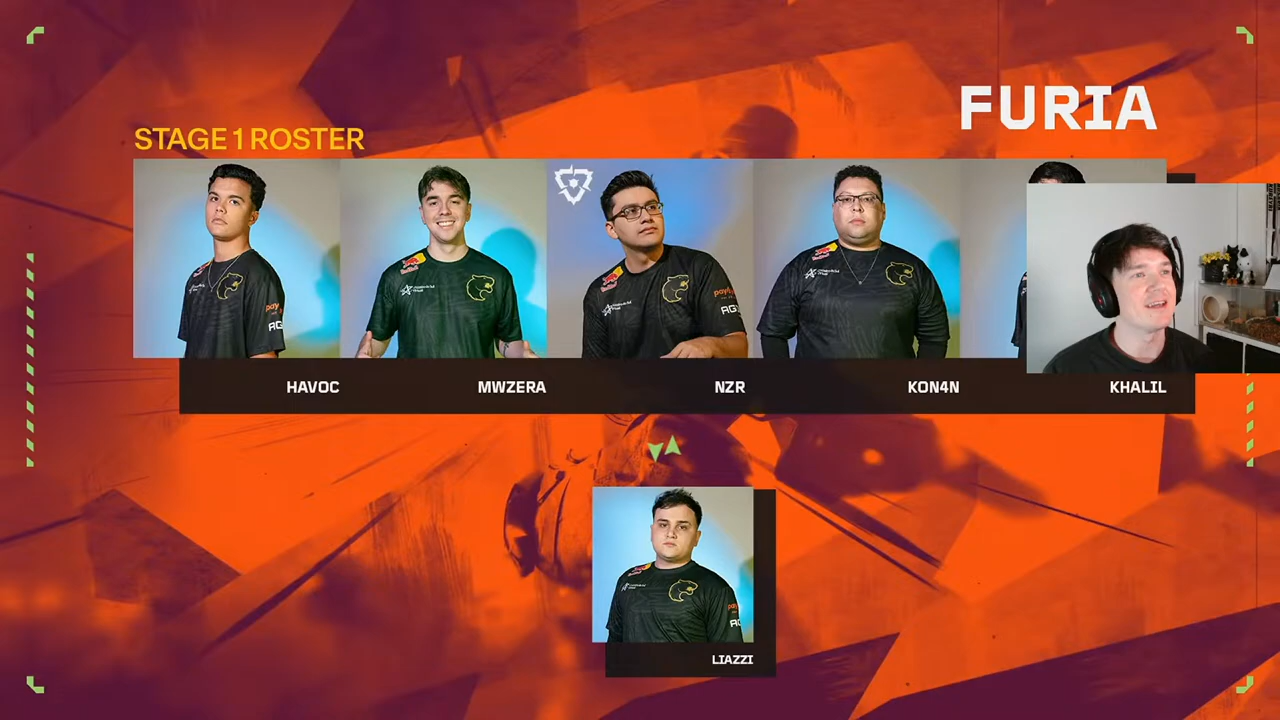 FURIA
STAGE 1 ROSTER
HAVOC
MWZERA
NZR
KON4N
KHALIL
LIAZZI